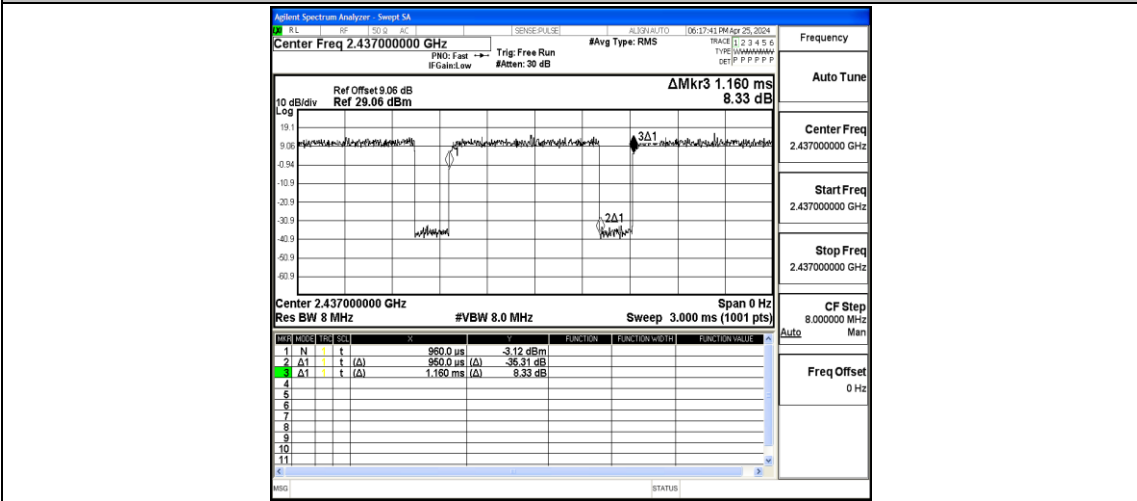 Agilent Spectrum Analyzer - Swept SA
RL RF 50 Ω AC SENSE:PULSE ALIGN AUTO 06:17:41 PM Apr 25, 2024
Center Freq 2.437000000 GHz #Avg Type: RMS TRACE 1 2 3 4 5 6
PNO: Fast Trig: Free Run TYPE
IFGain:Low #Atten: 30 dB DET P P P P P P
Frequency
Auto Tune
Center Freq
2.437000000 GHz
Start Freq
2.437000000 GHz
Stop Freq
2.437000000 GHz
CF Step
8.000000 MHz
Auto Man
Freq Offset
0 Hz
ΔMkr3 1.160 ms
8.33 dB
Ref Offset 9.06 dB
10 dB/div Ref 29.06 dBm
Log
19.1
9.06
-0.94
-10.9
-20.9
-30.9
-40.9
-50.9
-60.9
1
3Δ1
2Δ1
Center 2.437000000 GHz Span 0 Hz
Res BW 8 MHz #VBW 8.0 MHz Sweep 3.000 ms (1001 pts)
MKR MODE TRC SCL X Y FUNCTION FUNCTION WIDTH FUNCTION VALUE
1 N 1 t 960.0 µs -3.12 dBm
2 Δ1 1 t (Δ) 950.0 µs (Δ) -35.31 dB
3 Δ1 1 t (Δ) 1.160 ms (Δ) 8.33 dB
4
5
6
7
8
9
10
11
MSG STATUS